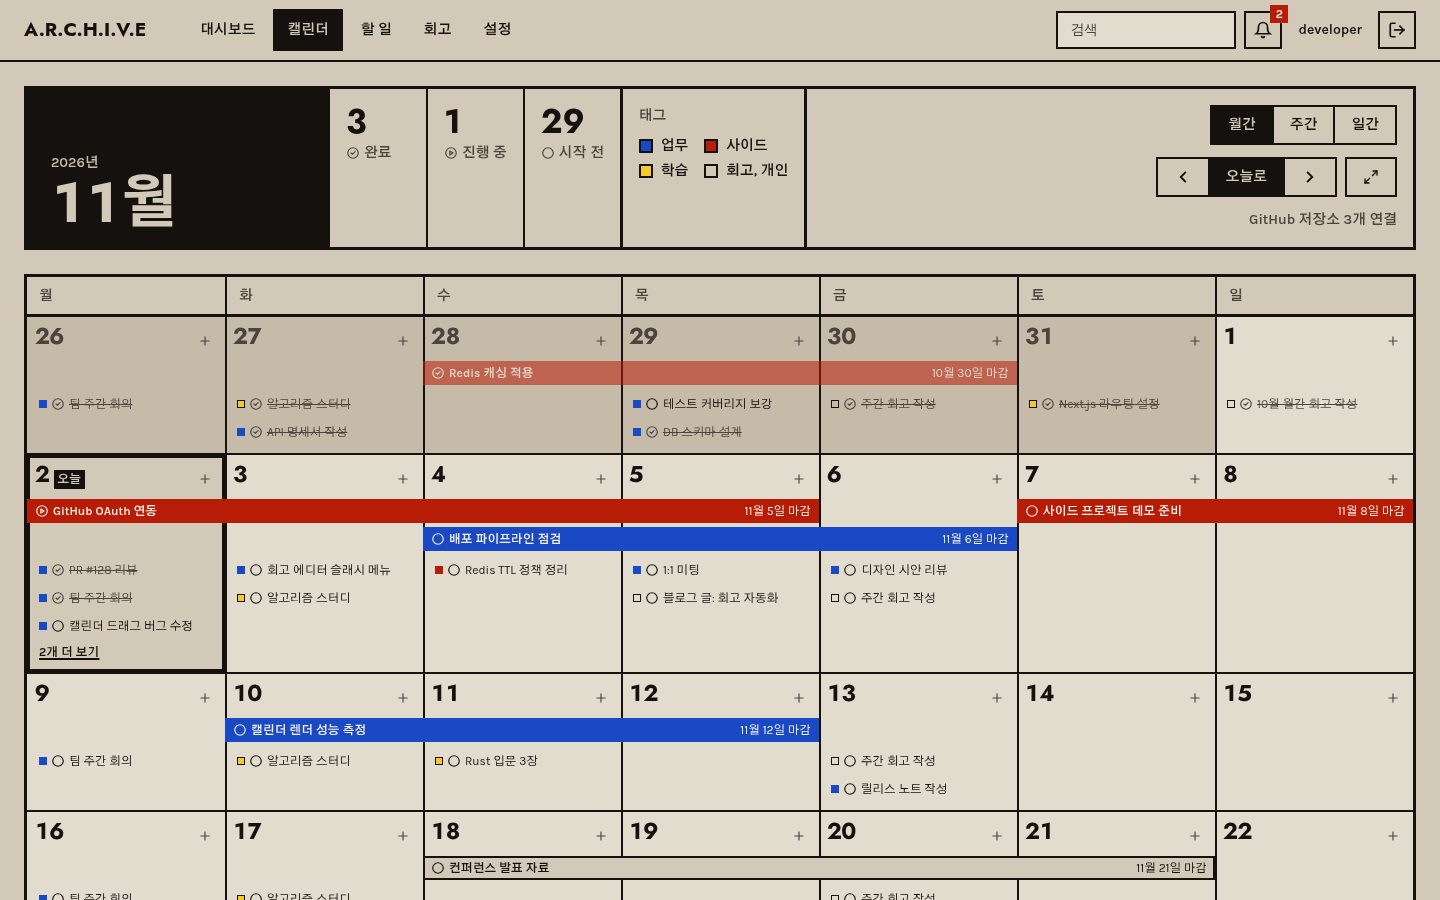 A.R.C.H.I.V.E 대시보드 캘린더 할 일 회고 설정 검색 2 developer
2026년
11월
3 완료
1 진행 중
29 시작 전
태그
업무 사이드
학습 회고, 개인
월간 주간 일간
오늘로
GitHub 저장소 3개 연결
월 화 수 목 금 토 일
26 + 27 + 28 + 29 + 30 + 31 + 1 +
Redis 캐싱 적용 10월 30일 마감
팀 주간 회의 알고리즘 스터디 테스트 커버리지 보강 주간 회고 작성 Next.js 라우팅 설정 10월 월간 회고 작성
API 명세서 작성 DB 스키마 설계
2 오늘 + 3 + 4 + 5 + 6 + 7 + 8 +
GitHub OAuth 연동 11월 5일 마감 사이드 프로젝트 데모 준비 11월 8일 마감
배포 파이프라인 점검 11월 6일 마감
PR #128 리뷰 회고 에디터 슬래시 메뉴 Redis TTL 정책 정리 1:1 미팅 디자인 시안 리뷰
팀 주간 회의 알고리즘 스터디 블로그 글: 회고 자동화 주간 회고 작성
캘린더 드래그 버그 수정
2개 더 보기
9 + 10 + 11 + 12 + 13 + 14 + 15 +
캘린더 렌더 성능 측정 11월 12일 마감
팀 주간 회의 알고리즘 스터디 Rust 입문 3장 주간 회고 작성
릴리스 노트 작성
16 + 17 + 18 + 19 + 20 + 21 + 22 +
컨퍼런스 발표 자료 11월 21일 마감
팀 주간 회의 알고리즘 스터디 주간 회고 작성